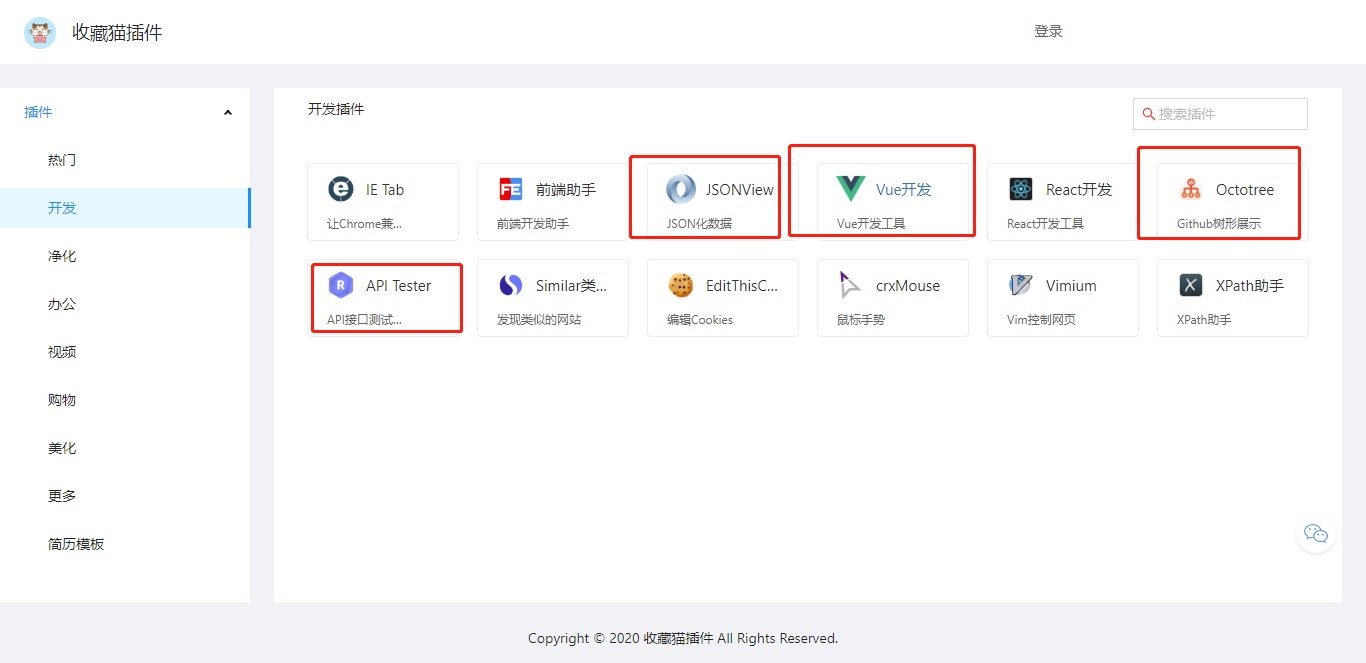 收藏猫插件
登录
插件
热门
开发
净化
办公
视频
购物
美化
更多
简历模板
开发插件
搜索插件
IE Tab
让Chrome兼...
前端助手
前端开发助手
JSONView
JSON化数据
Vue开发
Vue开发工具
React开发
React开发工具
Octotree
Github树形展示
API Tester
API接口测试...
Similar类...
发现类似的网站
EditThisC...
编辑Cookies
crxMouse
鼠标手势
Vimium
Vim控制网页
XPath助手
XPath助手
Copyright © 2020 收藏猫插件 All Rights Reserved.